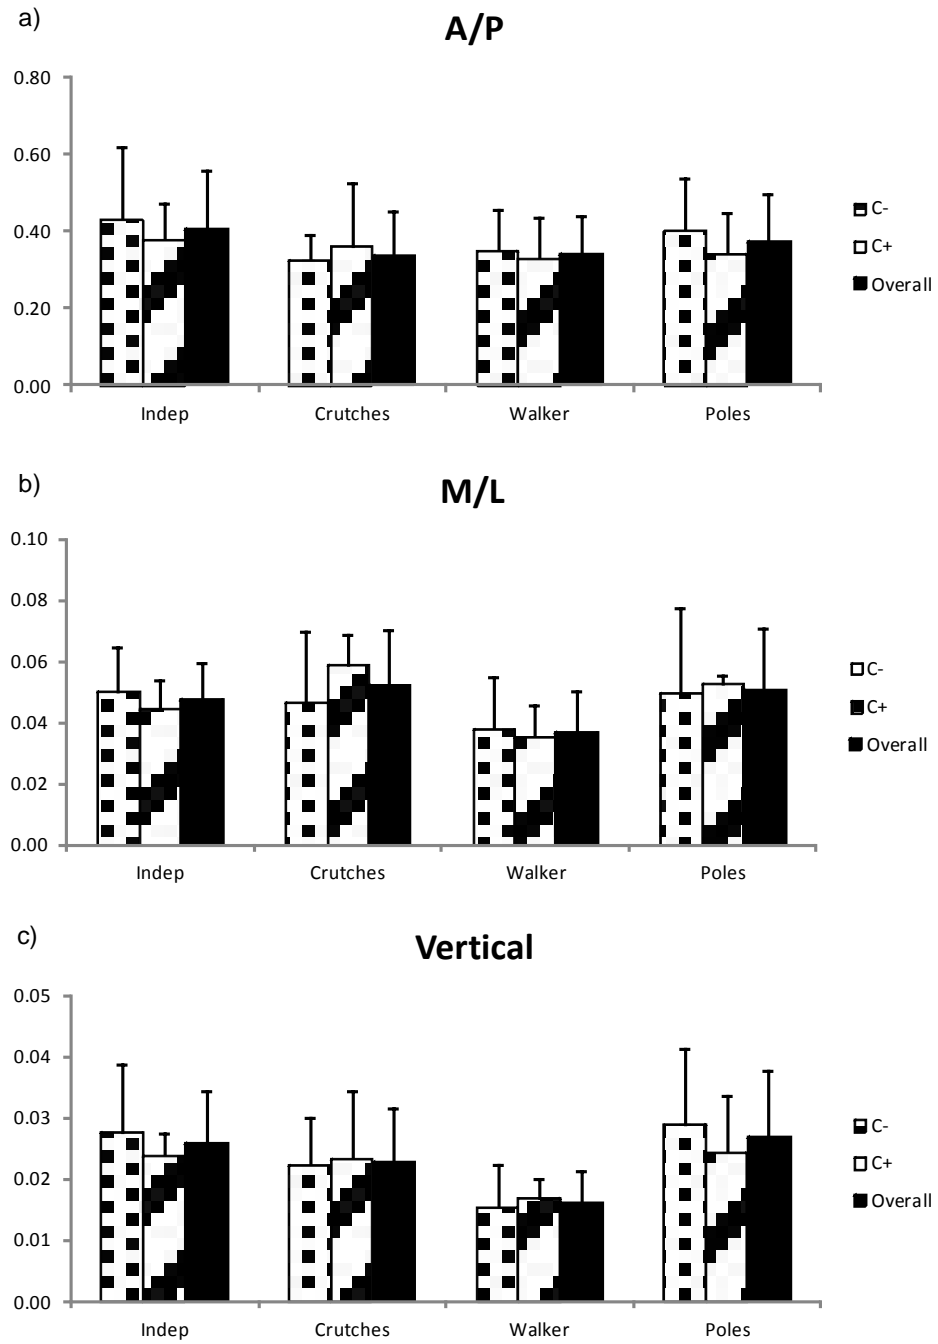 a)
A/P
0.80
0.60
0.40
0.20
0.00
Indep Crutches Walker Poles
C-
C+
Overall
b)
M/L
0.10
0.08
0.06
0.04
0.02
0.00
Indep Crutches Walker Poles
C-
C+
Overall
c)
Vertical
0.05
0.04
0.03
0.02
0.01
0.00
Indep Crutches Walker Poles
C-
C+
Overall